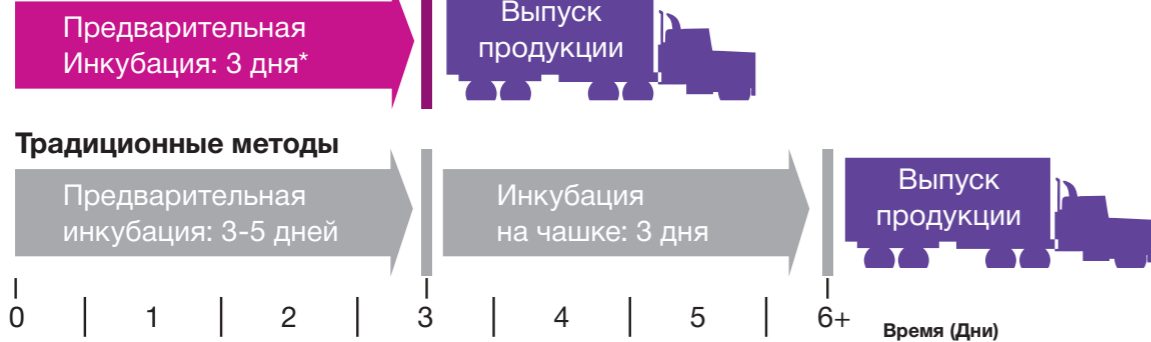 Предварительная
Инкубация: 3 дня*
Выпуск
продукции
Традиционные методы
Предварительная
инкубация: 3-5 дней
Инкубация
на чашке: 3 дня
Выпуск
продукции
0 1 2 3 4 5 6+
Время (Дни)